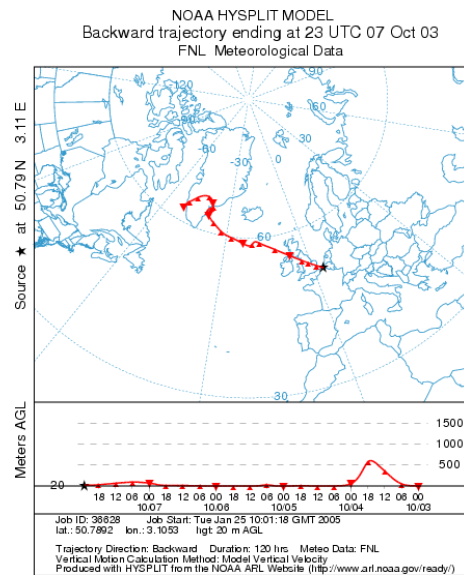 NOAA HYSPLIT MODEL
Backward trajectory ending at 23 UTC 07 Oct 03
FNL Meteorological Data
Source ★ at 50.79 N 3.11 E
120
90
60
30
-30
-60
60
30
Meters AGL
1500
1000
500
20
18 12 06 00 18 12 06 00 18 12 06 00 18 12 06 00 18 12 06 00
10/07 10/06 10/05 10/04 10/03
Job ID: 36628 Job Start: Tue Jan 25 10:01:18 GMT 2005
lat.: 50.7892 lon.: 3.1053 hgt: 20 m AGL
Trajectory Direction: Backward Duration: 120 hrs Meteo Data: FNL
Vertical Motion Calculation Method: Model Vertical Velocity
Produced with HYSPLIT from the NOAA ARL Website (http://www.arl.noaa.gov/ready/)